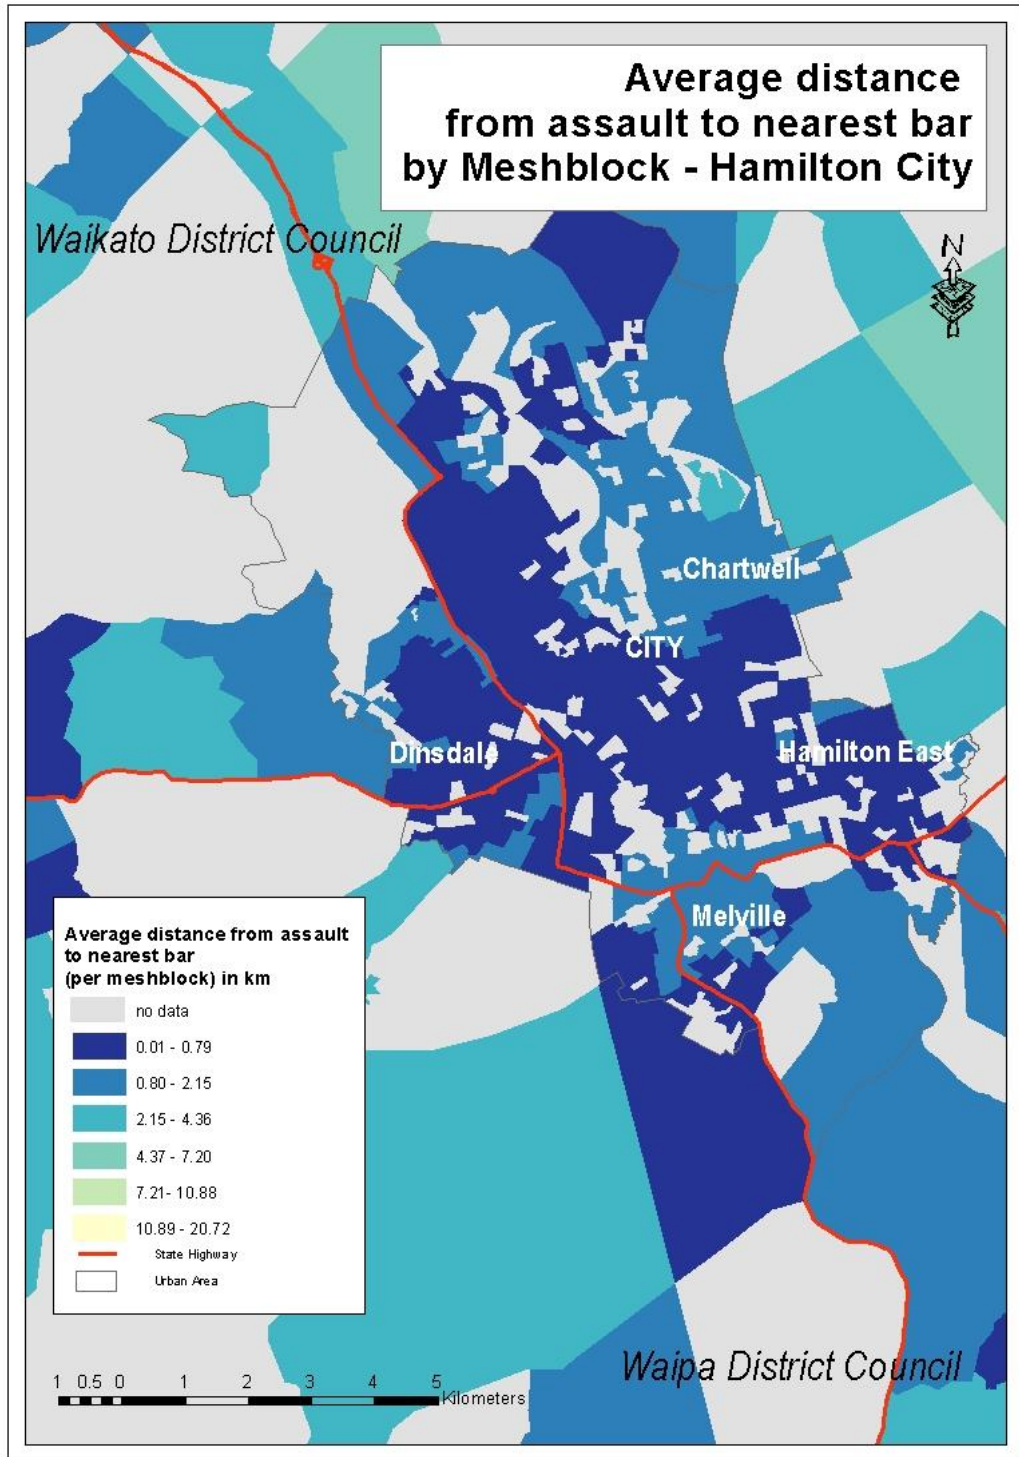 Average distance
from assault to nearest bar
by Meshblock - Hamilton City
Waikato District Council
N
Chartwell
CITY
Dinsdale
Hamilton East
Melville
Average distance from assault
to nearest bar
(per meshblock) in km
no data
0.01 - 0.79
0.80 - 2.15
2.15 - 4.36
4.37 - 7.20
7.21- 10.88
10.89 - 20.72
State Highway
Urban Area
Waipa District Council
1 0.5 0 1 2 3 4 5
Kilometers